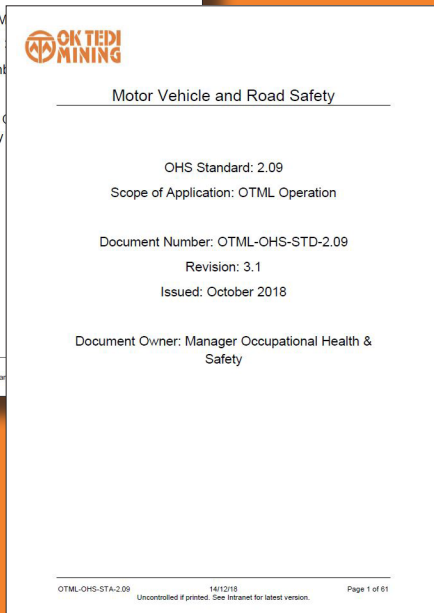 OK TEDI
MINING
Motor Vehicle and Road Safety
OHS Standard: 2.09
Scope of Application: OTML Operation
Document Number: OTML-OHS-STD-2.09
Revision: 3.1
Issued: October 2018
Document Owner: Manager Occupational Health &
Safety
OTML-OHS-STA-2.09 14/12/18 Page 1 of 61
Uncontrolled if printed. See Intranet for latest version.